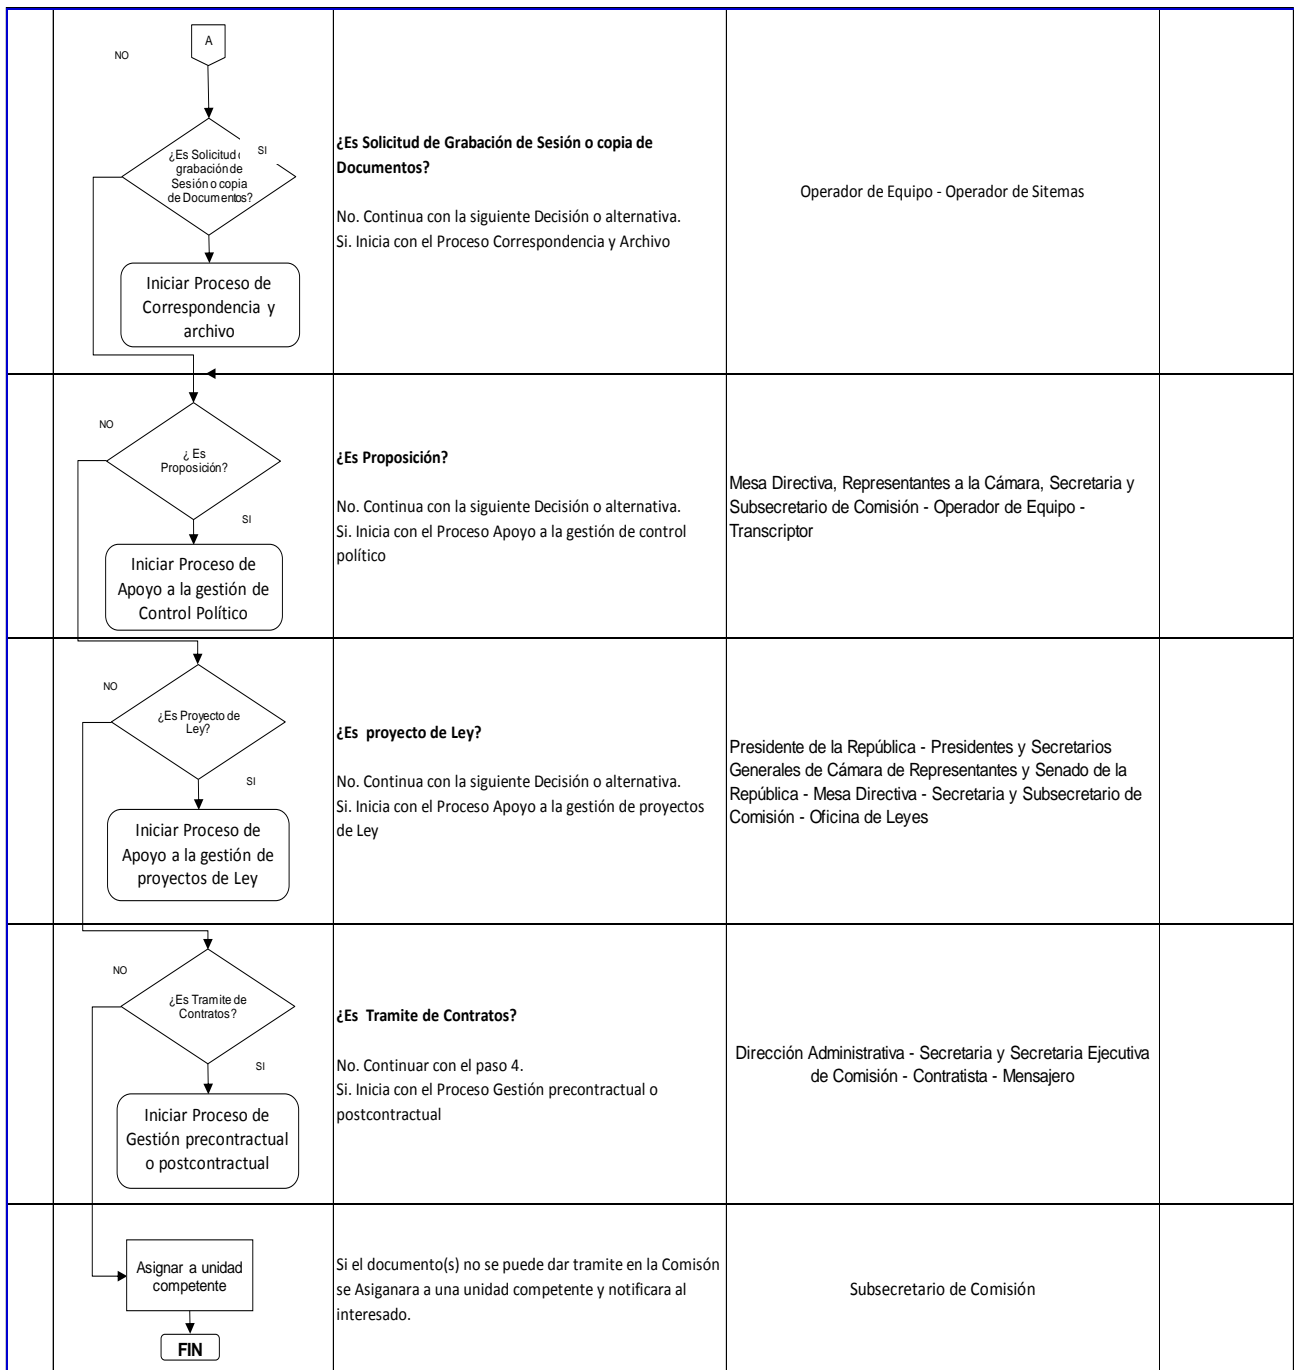 A
NO
¿Es Solicitud
SI
grabación de
Sesión o copia
de Documentos?
Iniciar Proceso de
Correspondencia y
archivo
¿Es Solicitud de Grabación de Sesión o copia de
Documentos?
No. Continua con la siguiente Decisión o alternativa.
Si. Inicia con el Proceso Correspondencia y Archivo
Operador de Equipo - Operador de Sitemas
NO
¿ Es
Proposición?
SI
Iniciar Proceso de
Apoyo a la gestión de
Control Político
¿Es Proposición?
No. Continua con la siguiente Decisión o alternativa.
Si. Inicia con el Proceso Apoyo a la gestión de control
político
Mesa Directiva, Representantes a la Cámara, Secretaria y
Subsecretario de Comisión - Operador de Equipo -
Transcriptor
NO
¿Es Proyecto de
Ley?
SI
Iniciar Proceso de
Apoyo a la gestión de
proyectos de Ley
¿Es proyecto de Ley?
No. Continua con la siguiente Decisión o alternativa.
Si. Inicia con el Proceso Apoyo a la gestión de proyectos
de Ley
Presidente de la República - Presidentes y Secretarios
Generales de Cámara de Representantes y Senado de la
República - Mesa Directiva - Secretaria y Subsecretario de
Comisión - Oficina de Leyes
NO
¿Es Tramite de
Contratos?
SI
Iniciar Proceso de
Gestión precontractual
o postcontractual
¿Es Tramite de Contratos?
No. Continuar con el paso 4.
Si. Inicia con el Proceso Gestión precontractual o
postcontractual
Dirección Administrativa - Secretaria y Secretaria Ejecutiva
de Comisión - Contratista - Mensajero
Asignar a unidad
competente
FIN
Si el documento(s) no se puede dar tramite en la Comisón
se Asiganara a una unidad competente y notificara al
interesado.
Subsecretario de Comisión